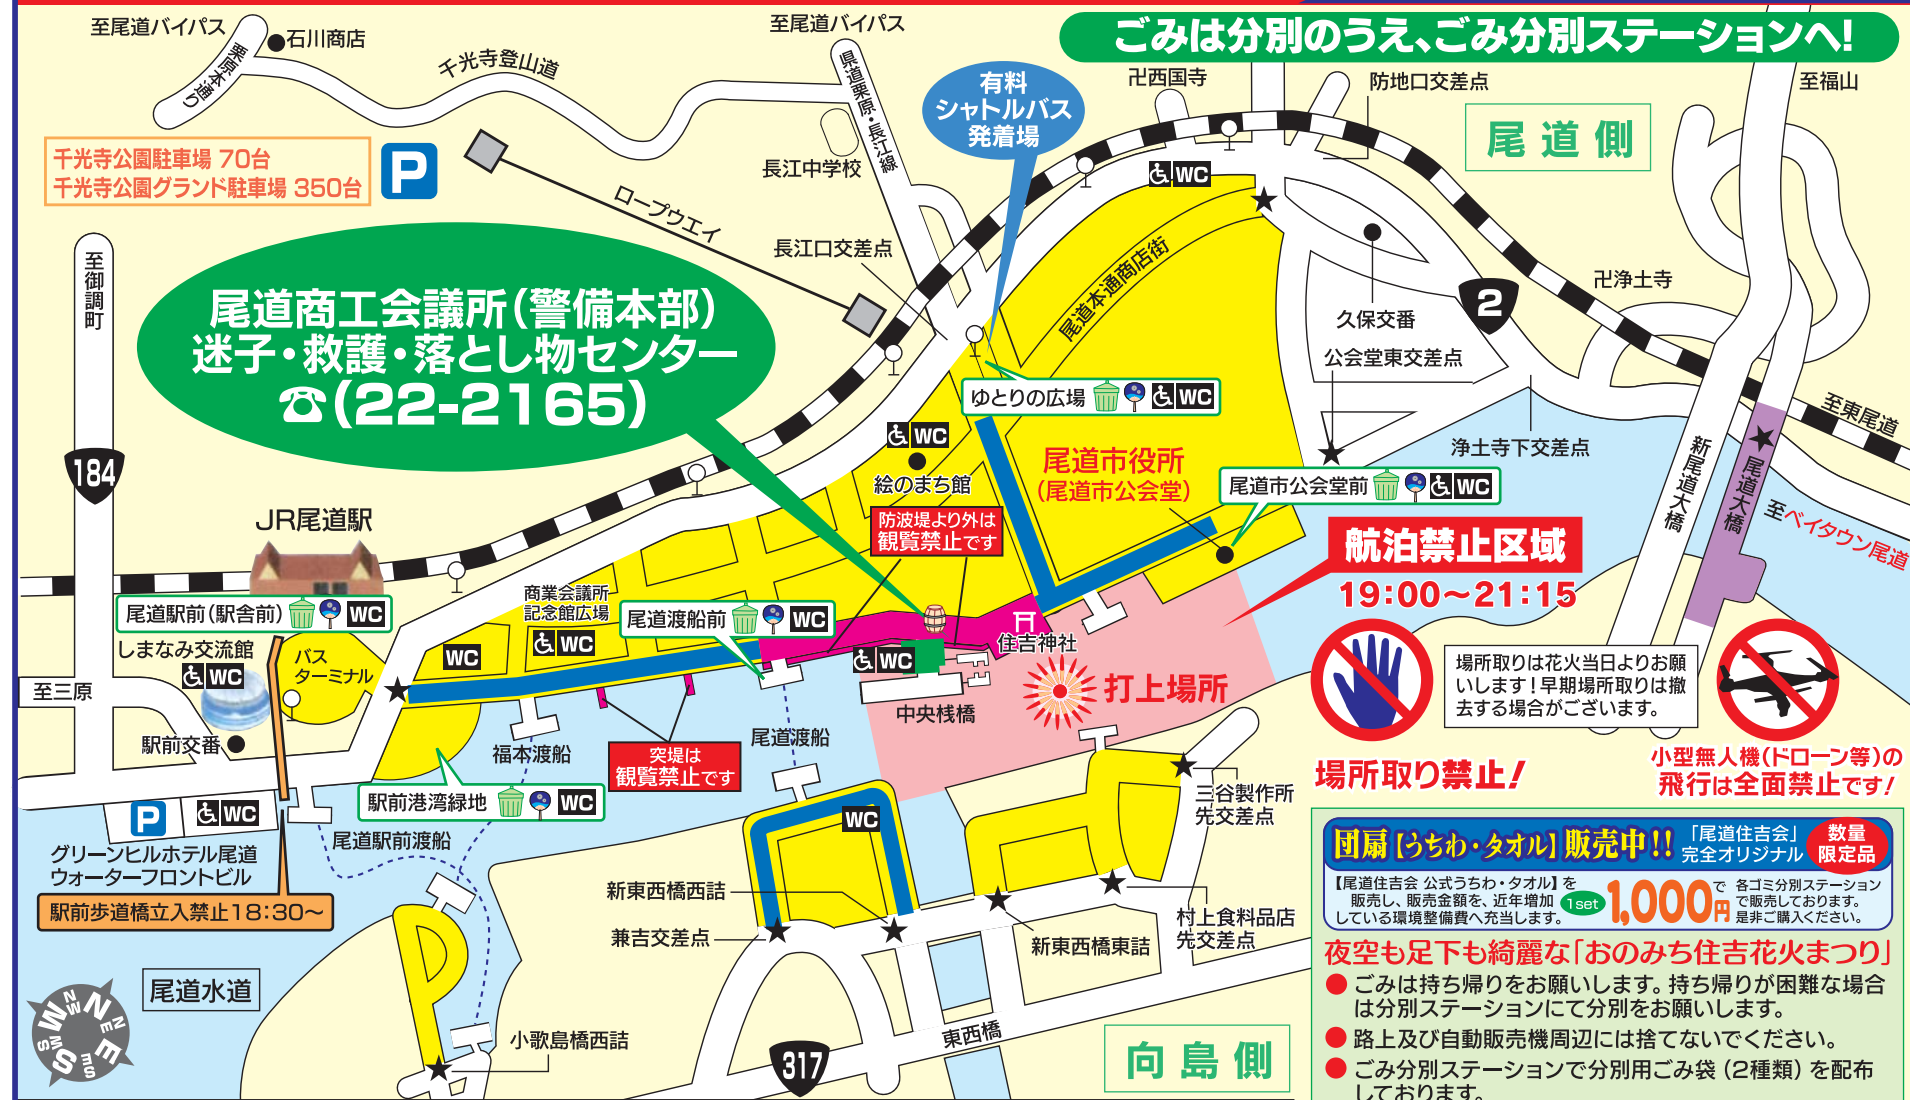 ごみは分別のうえ、ごみ分別ステーションへ!
至尾道バイパス
石川商店
栗原本通り
千光寺登山道
至尾道バイパス
県道栗原・長江線
有料
シャトルバス
発着場
卍西国寺
防地口交差点
至福山
尾道側
千光寺公園駐車場 70台
千光寺公園グランド駐車場 350台
P
長江中学校
ロープウエイ
長江口交差点
WC
尾道本通商店街
久保交番
2
卍浄土寺
公会堂東交差点
至御調町
184
尾道商工会議所(警備本部)
迷子・救護・落とし物センター
☎(22-2165)
ゆとりの広場 WC
WC
絵のまち館
尾道市役所
(尾道市公会堂)
尾道市公会堂前 WC
浄土寺下交差点
新尾道大橋
尾道大橋
至東尾道
至ベイタウン尾道
JR尾道駅
防波堤より外は
観覧禁止です
航泊禁止区域
19:00〜21:15
尾道駅前(駅舎前) WC
商業会議所
記念館広場
WC
尾道渡船前 WC
住吉神社
しまなみ交流館
WC
バス
ターミナル
WC
WC
打上場所
中央桟橋
至三原
駅前交番
福本渡船
突堤は
観覧禁止です
尾道渡船
駅前港湾緑地 WC
場所取りは花火当日よりお願
いします!早期場所取りは撤
去する場合がございます。
場所取り禁止!
小型無人機(ドローン等)の
飛行は全面禁止です!
P
WC
グリーンヒルホテル尾道
ウォーターフロントビル
駅前歩道橋立入禁止18:30〜
尾道駅前渡船
WC
三谷製作所
先交差点
新東西橋西詰
兼吉交差点
新東西橋東詰
村上食料品店
先交差点
尾道水道
小歌島橋西詰
317
東西橋
向島側
N
NE
E
SE
S
SW
W
NW
団扇【うちわ・タオル】販売中!!
「尾道住吉会」
完全オリジナル
数量
限定品
【尾道住吉会 公式うちわ・タオル】を
販売し、販売金額を、近年増加
している環境整備費へ充当します。
1set 1,000円で
各ゴミ分別ステーション
で販売しております。
是非ご購入ください。
夜空も足下も綺麗な「おのみち住吉花火まつり」
● ごみは持ち帰りをお願いします。持ち帰りが困難な場合
は分別ステーションにて分別をお願いします。
● 路上及び自動販売機周辺には捨てないでください。
● ごみ分別ステーションで分別用ごみ袋(2種類)を配布
しております。